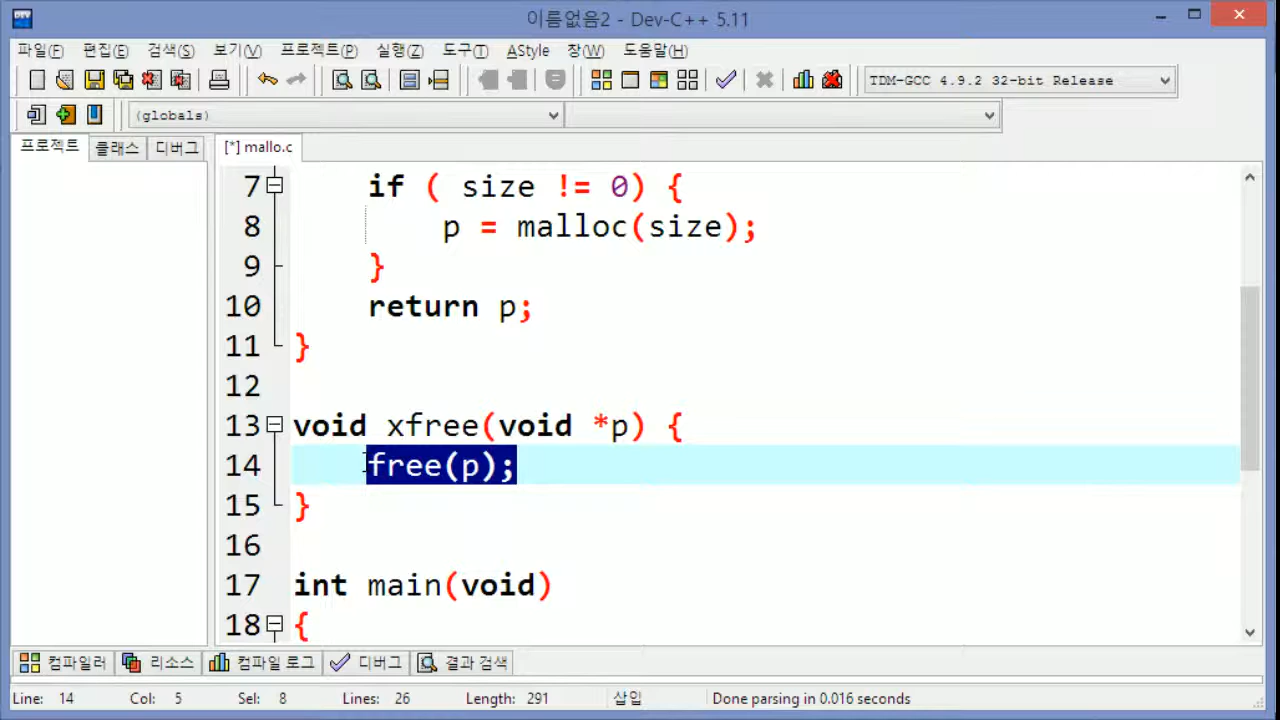 이름없음2 - Dev-C++ 5.11
파일(F) 편집(E) 검색(S) 보기(V) 프로젝트(P) 실행(Z) 도구(T) AStyle 창(W) 도움말(H)
TDM-GCC 4.9.2 32-bit Release
(globals)
프로젝트 클래스 디버그 [*] mallo.c
7 if ( size != 0) {
8 p = malloc(size);
9 }
10 return p;
11 }
12
13 void xfree(void *p) {
14 free(p);
15 }
16
17 int main(void)
18 {
컴파일러 리소스 컴파일 로그 디버그 결과 검색
Line: 14 Col: 5 Sel: 8 Lines: 26 Length: 291 삽입 Done parsing in 0.016 seconds